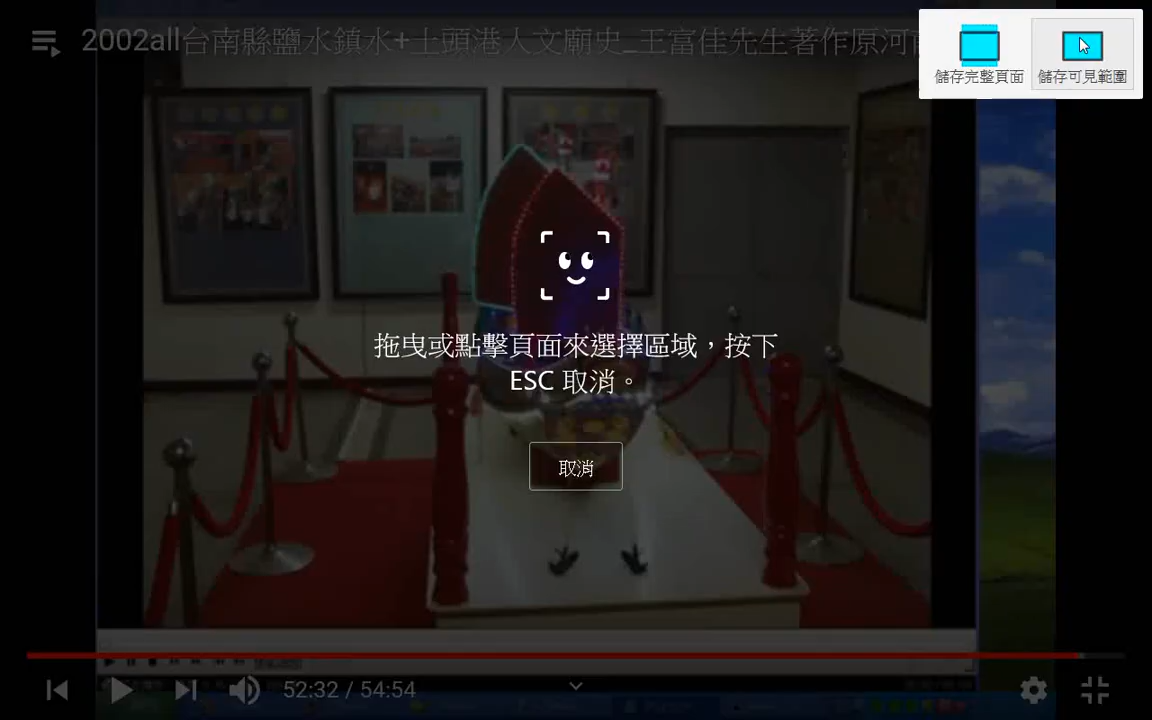 2002all台南縣鹽水鎮水+土頭港人文廟史_王富佳先生著作原河
儲存完整頁面
儲存可見範圍
拖曳或點擊頁面來選擇區域，按下
ESC 取消。
取消
52:32 / 54:54